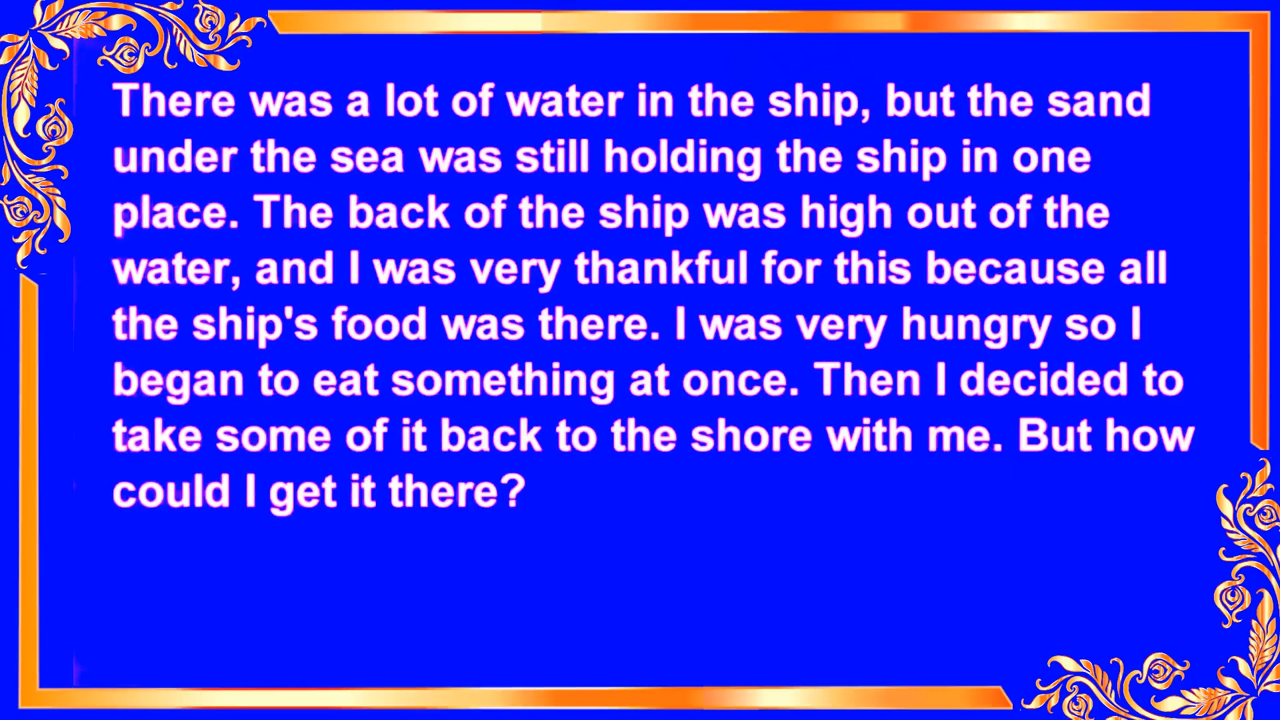 There was a lot of water in the ship, but the sand
under the sea was still holding the ship in one
place. The back of the ship was high out of the
water, and I was very thankful for this because all
the ship's food was there. I was very hungry so I
began to eat something at once. Then I decided to
take some of it back to the shore with me. But how
could I get it there?